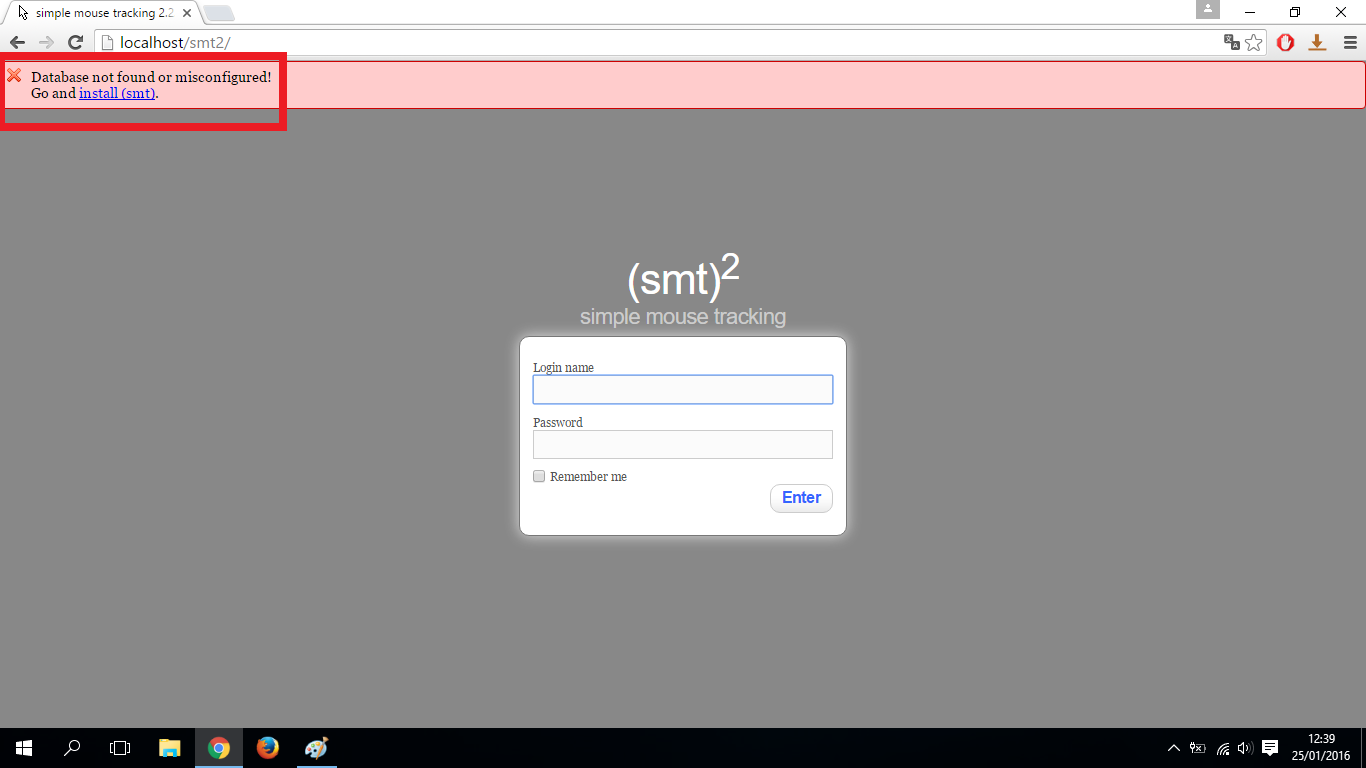 simple mouse tracking 2.2
localhost/smt2/
Database not found or misconfigured!
Go and install (smt).
(smt)2
simple mouse tracking
Login name
Password
Remember me
Enter
12:39
25/01/2016